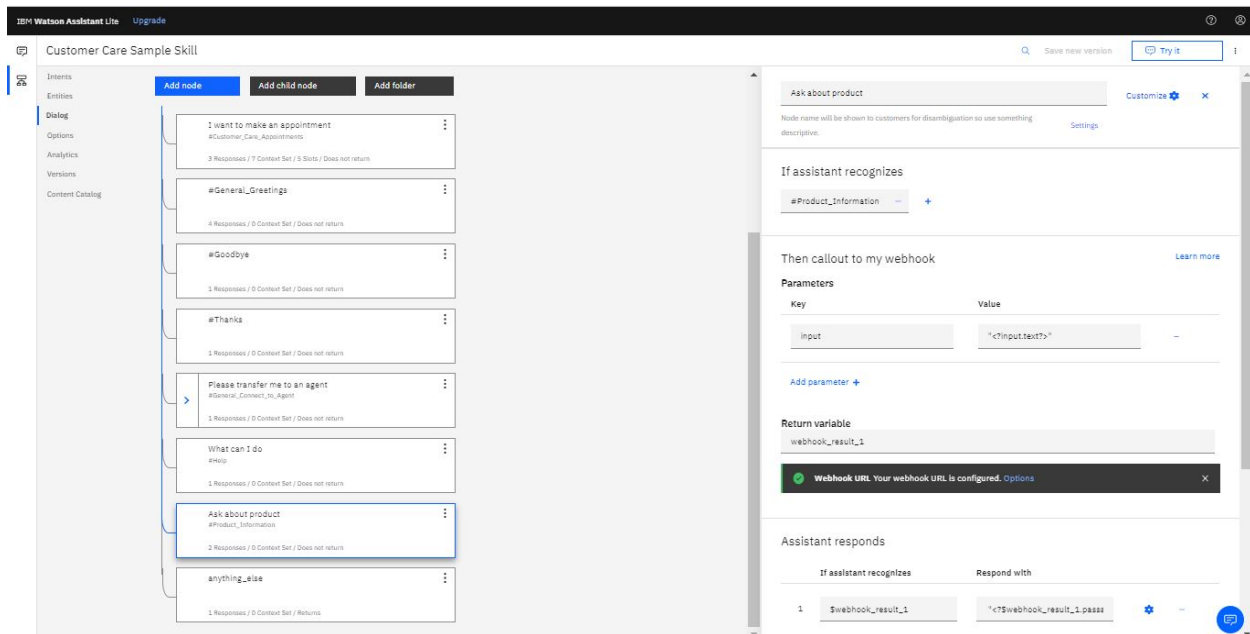 IBM Watson Assistant Lite Upgrade
Customer Care Sample Skill
Save new version
Try it
Intents
Entities
Dialog
Options
Analytics
Versions
Content Catalog
Add node
Add child node
Add folder
I want to make an appointment
#Customer_Care_Appointments
3 Responses / 7 Context Set / 5 Slots / Does not return
#General_Greetings
4 Responses / 0 Context Set / Does not return
#Goodbye
1 Responses / 0 Context Set / Does not return
#Thanks
1 Responses / 0 Context Set / Does not return
Please transfer me to an agent
#General_Connect_to_Agent
1 Responses / 0 Context Set / Does not return
What can I do
#Help
1 Responses / 0 Context Set / Does not return
Ask about product
#Product_Information
2 Responses / 0 Context Set / Does not return
anything_else
1 Responses / 0 Context Set / Returns
Ask about product
Customize
Node name will be shown to customers for disambiguation so use something
descriptive.
Settings
If assistant recognizes
#Product_Information
Then callout to my webhook
Learn more
Parameters
Key Value
input "<?input.text?>"
Add parameter +
Return variable
webhook_result_1
Webhook URL Your webhook URL is configured. Options
Assistant responds
If assistant recognizes Respond with
1 $webhook_result_1 "<?$webhook_result_1.passa